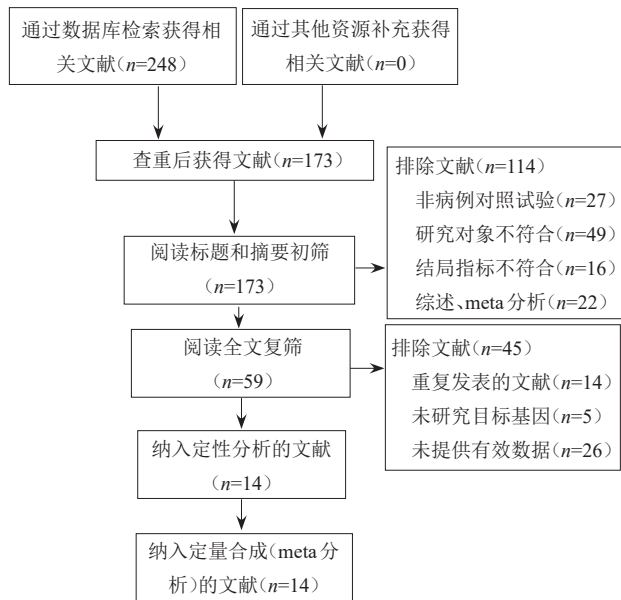 通过数据库检索获得相
关文献(n=248)
通过其他资源补充获得
相关文献(n=0)
查重后获得文献(n=173)
排除文献(n=114)
非病例对照试验(n=27)
研究对象不符合(n=49)
结局指标不符合(n=16)
综述、meta分析(n=22)
阅读标题和摘要初筛
(n=173)
阅读全文复筛
(n=59)
排除文献(n=45)
重复发表的文献(n=14)
未研究目标基因(n=5)
未提供有效数据(n=26)
纳入定性分析的文献
(n=14)
纳入定量合成(meta分
析)的文献(n=14)